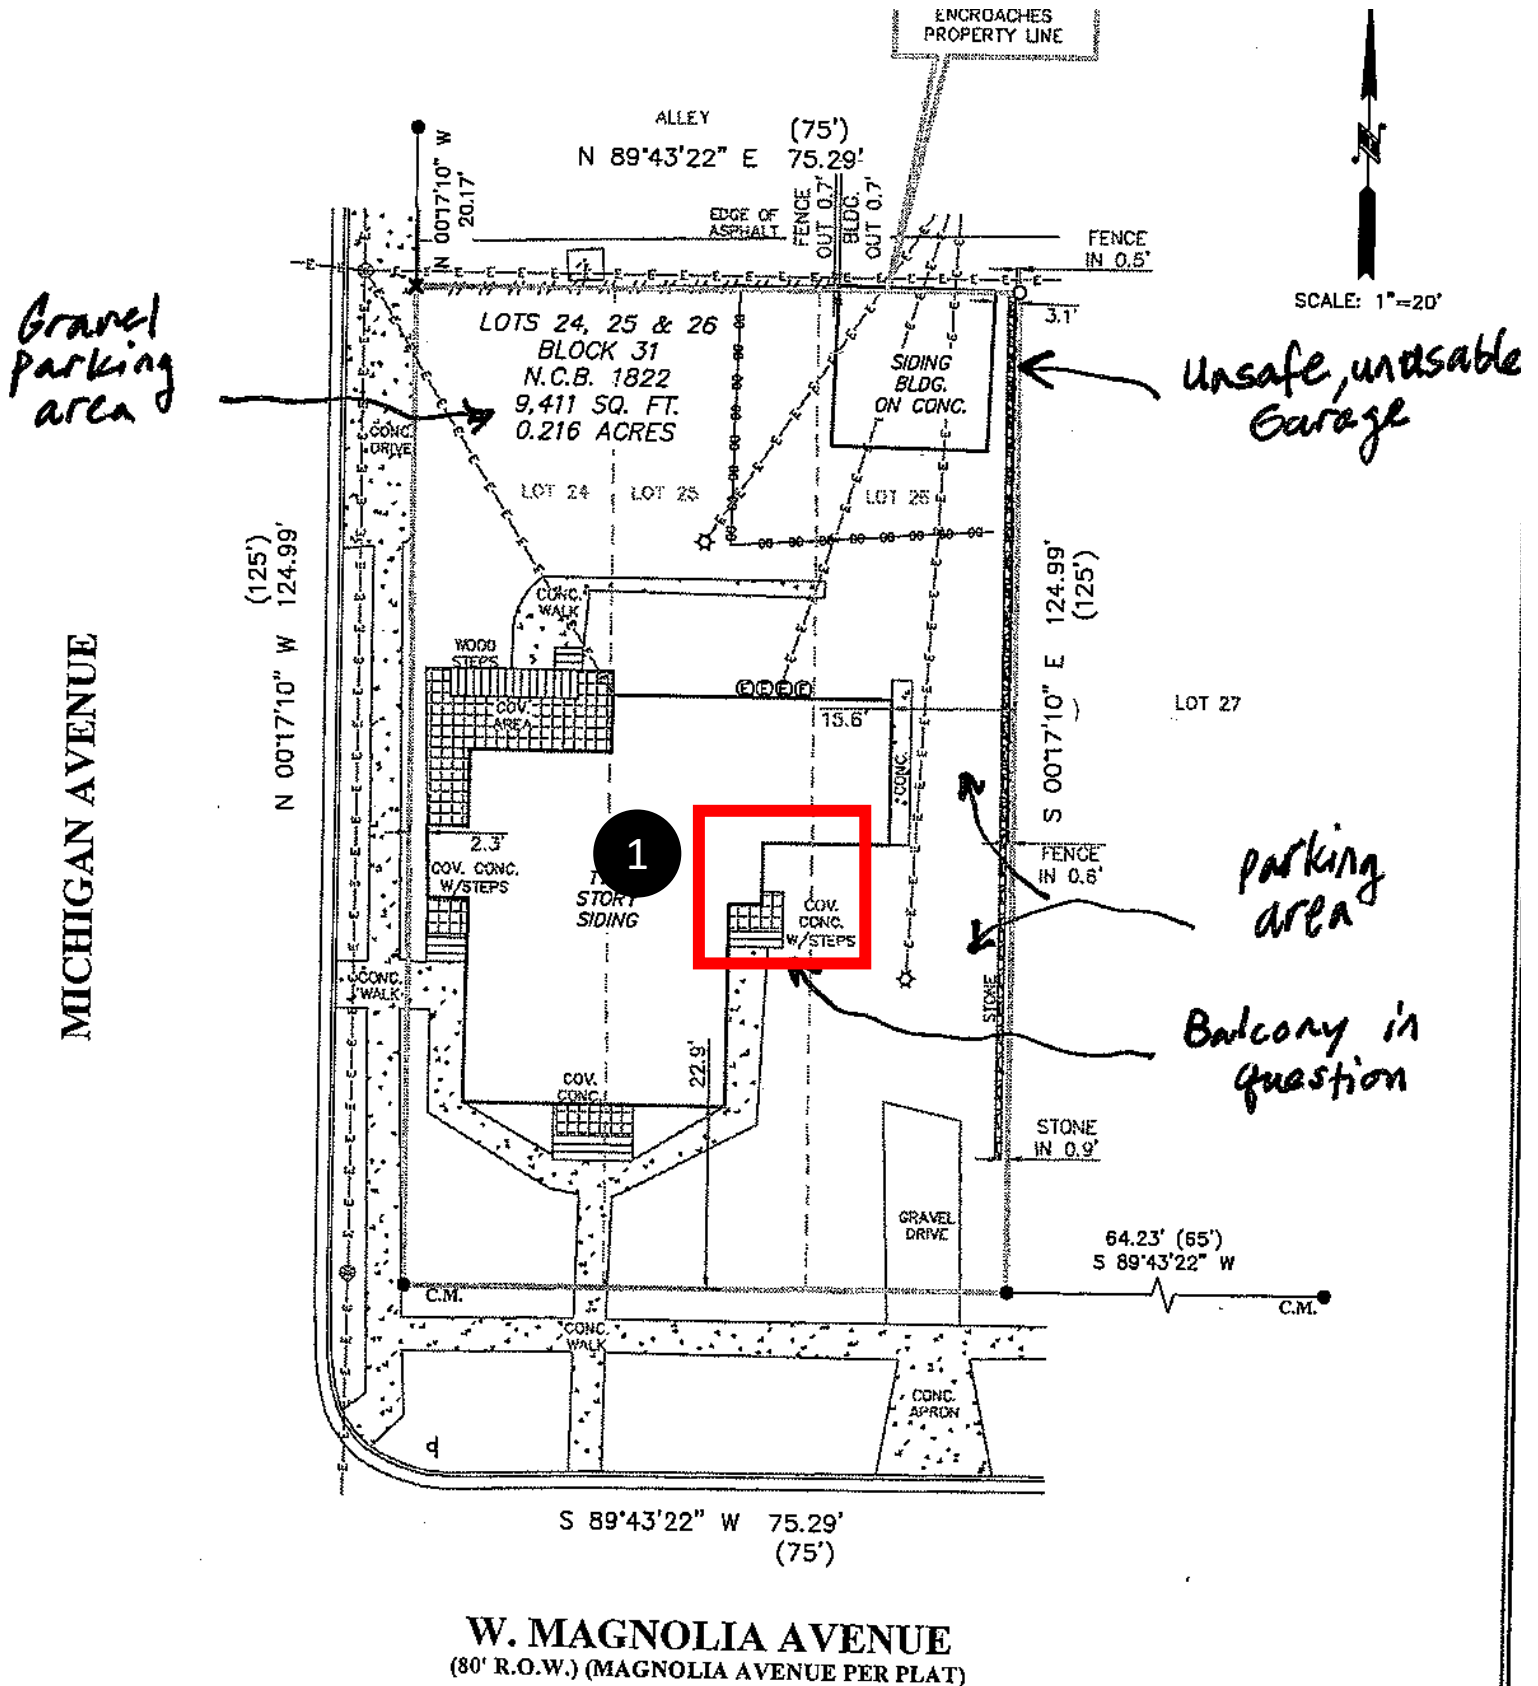 ENCROACHES
PROPERTY LINE
ALLEY
(75')
N 89°43'22" E 75.29'
N 00°17'10" W
20.17'
EDGE OF
ASPHALT
FENCE
OUT 0.7'
BLDG.
OUT 0.7'
FENCE
IN 0.5'
3.1'
SCALE: 1"=20'
Gravel
parking
area
LOTS 24, 25 & 26
BLOCK 31
N.C.B. 1822
9,411 SQ. FT.
0.216 ACRES
SIDING
BLDG.
ON CONC.
Unsafe, unusable
Garage
CONC.
DRIVE
LOT 24
LOT 25
LOT 26
(125')
N 00°17'10" W 124.99'
S 00°17'10" E 124.99'
(125')
MICHIGAN AVENUE
CONC.
WALK
WOOD
STEPS
COV.
AREA
15.6'
CONC.
LOT 27
2.3'
COV. CONC.
W/STEPS
1
STORY
SIDING
COV.
CONC.
W/STEPS
FENCE
IN 0.6'
parking
area
CONC.
WALK
STONE
Balcony in
question
22.9'
COV.
CONC.
STONE
IN 0.9'
GRAVEL
DRIVE
64.23' (65')
S 89°43'22" W
C.M.
C.M.
CONC.
WALK
CONC.
APRON
S 89°43'22" W 75.29'
(75')
W. MAGNOLIA AVENUE
(80' R.O.W.) (MAGNOLIA AVENUE PER PLAT)